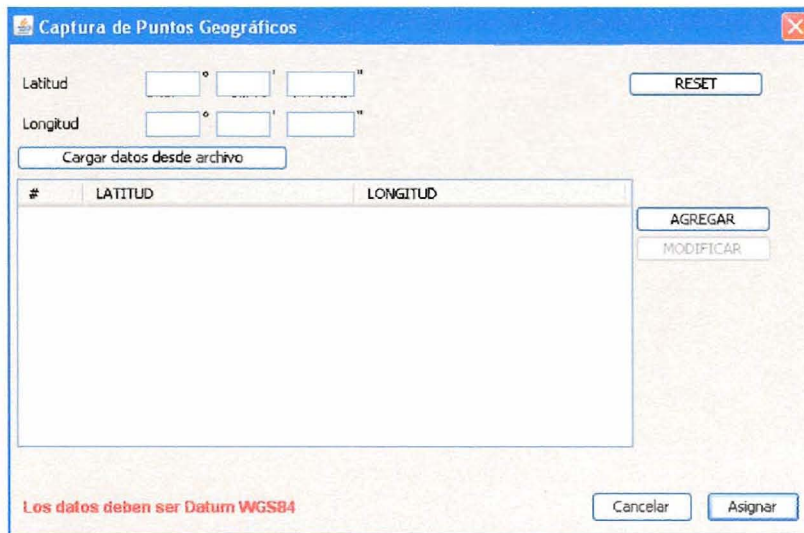 Captura de Puntos Geográficos
Latitud ° ' " RESET
Longitud ° ' "
Cargar datos desde archivo
# LATITUD LONGITUD
AGREGAR
MODIFICAR
Los datos deben ser Datum WGS84
Cancelar Asignar